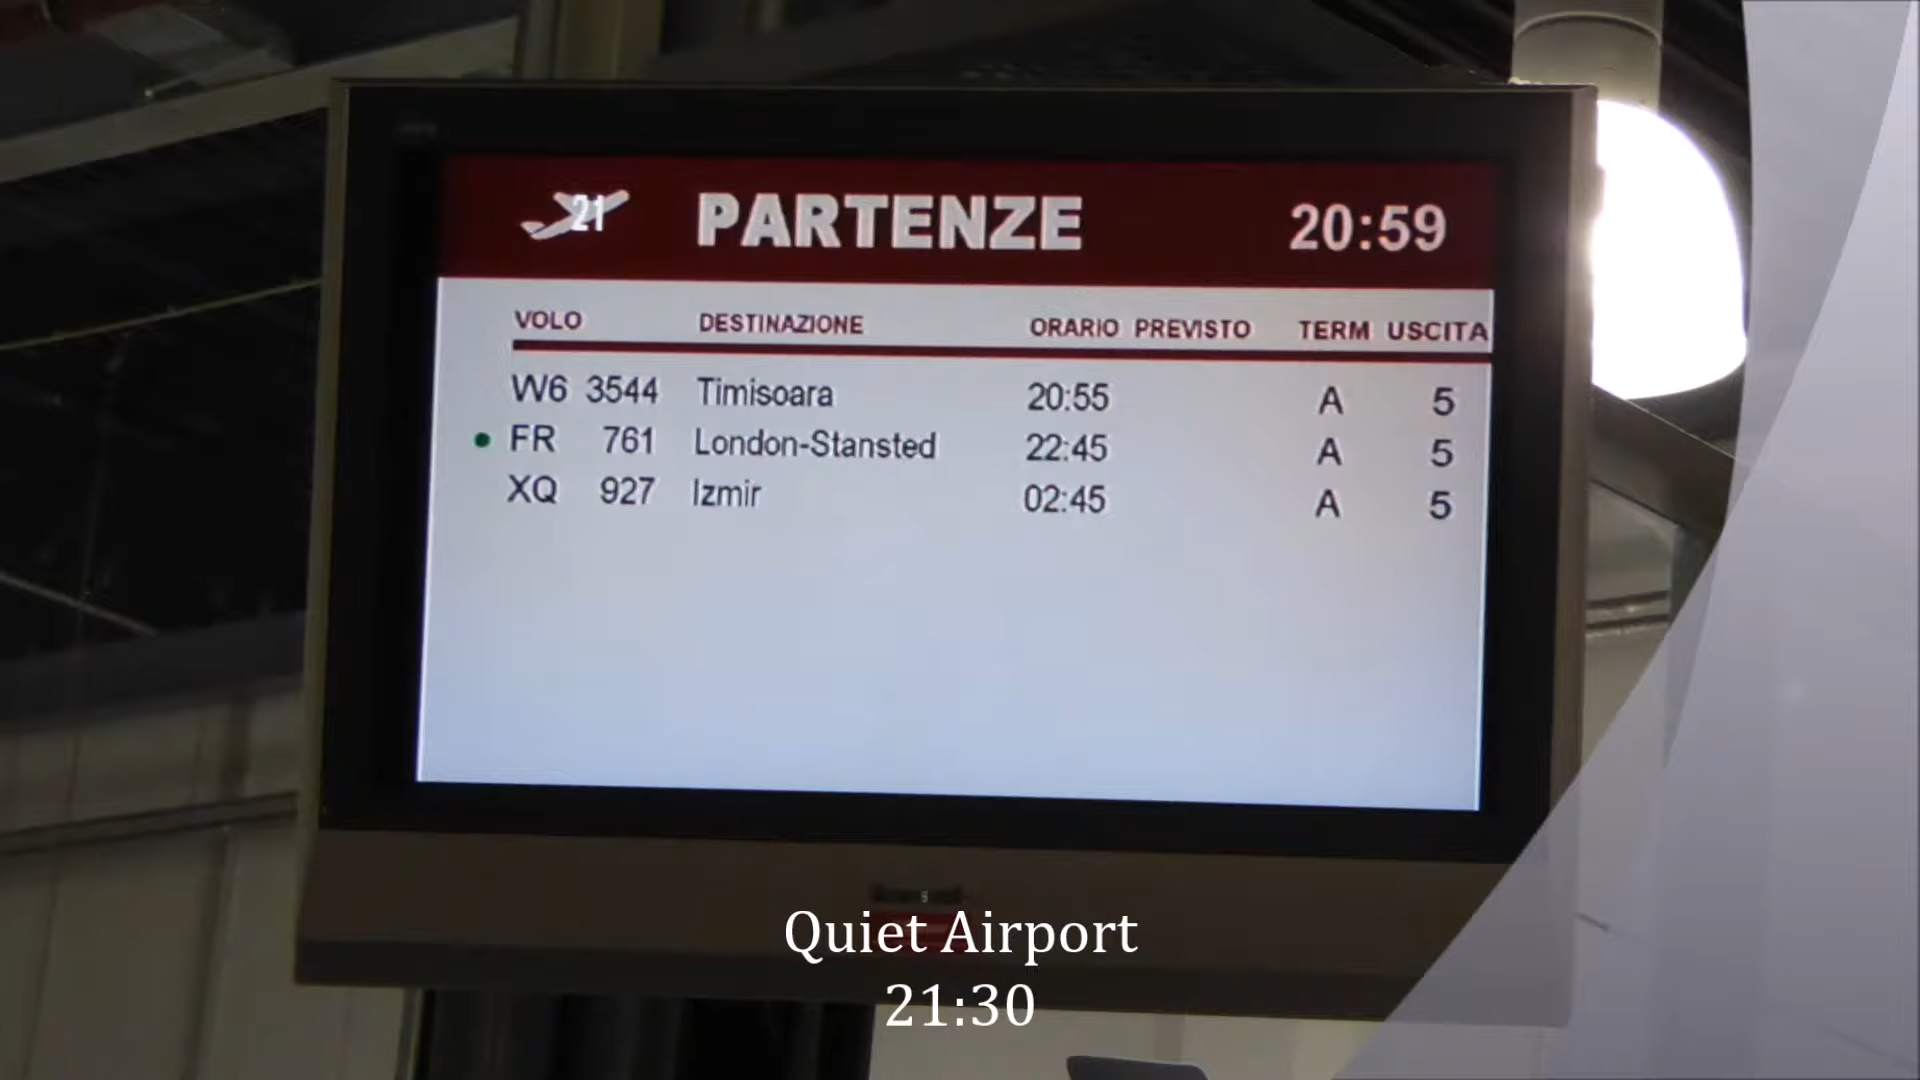 21 PARTENZE 20:59
VOLO DESTINAZIONE ORARIO PREVISTO TERM USCITA
W6 3544 Timisoara 20:55 A 5
FR 761 London-Stansted 22:45 A 5
XQ 927 Izmir 02:45 A 5
Quiet Airport
21:30